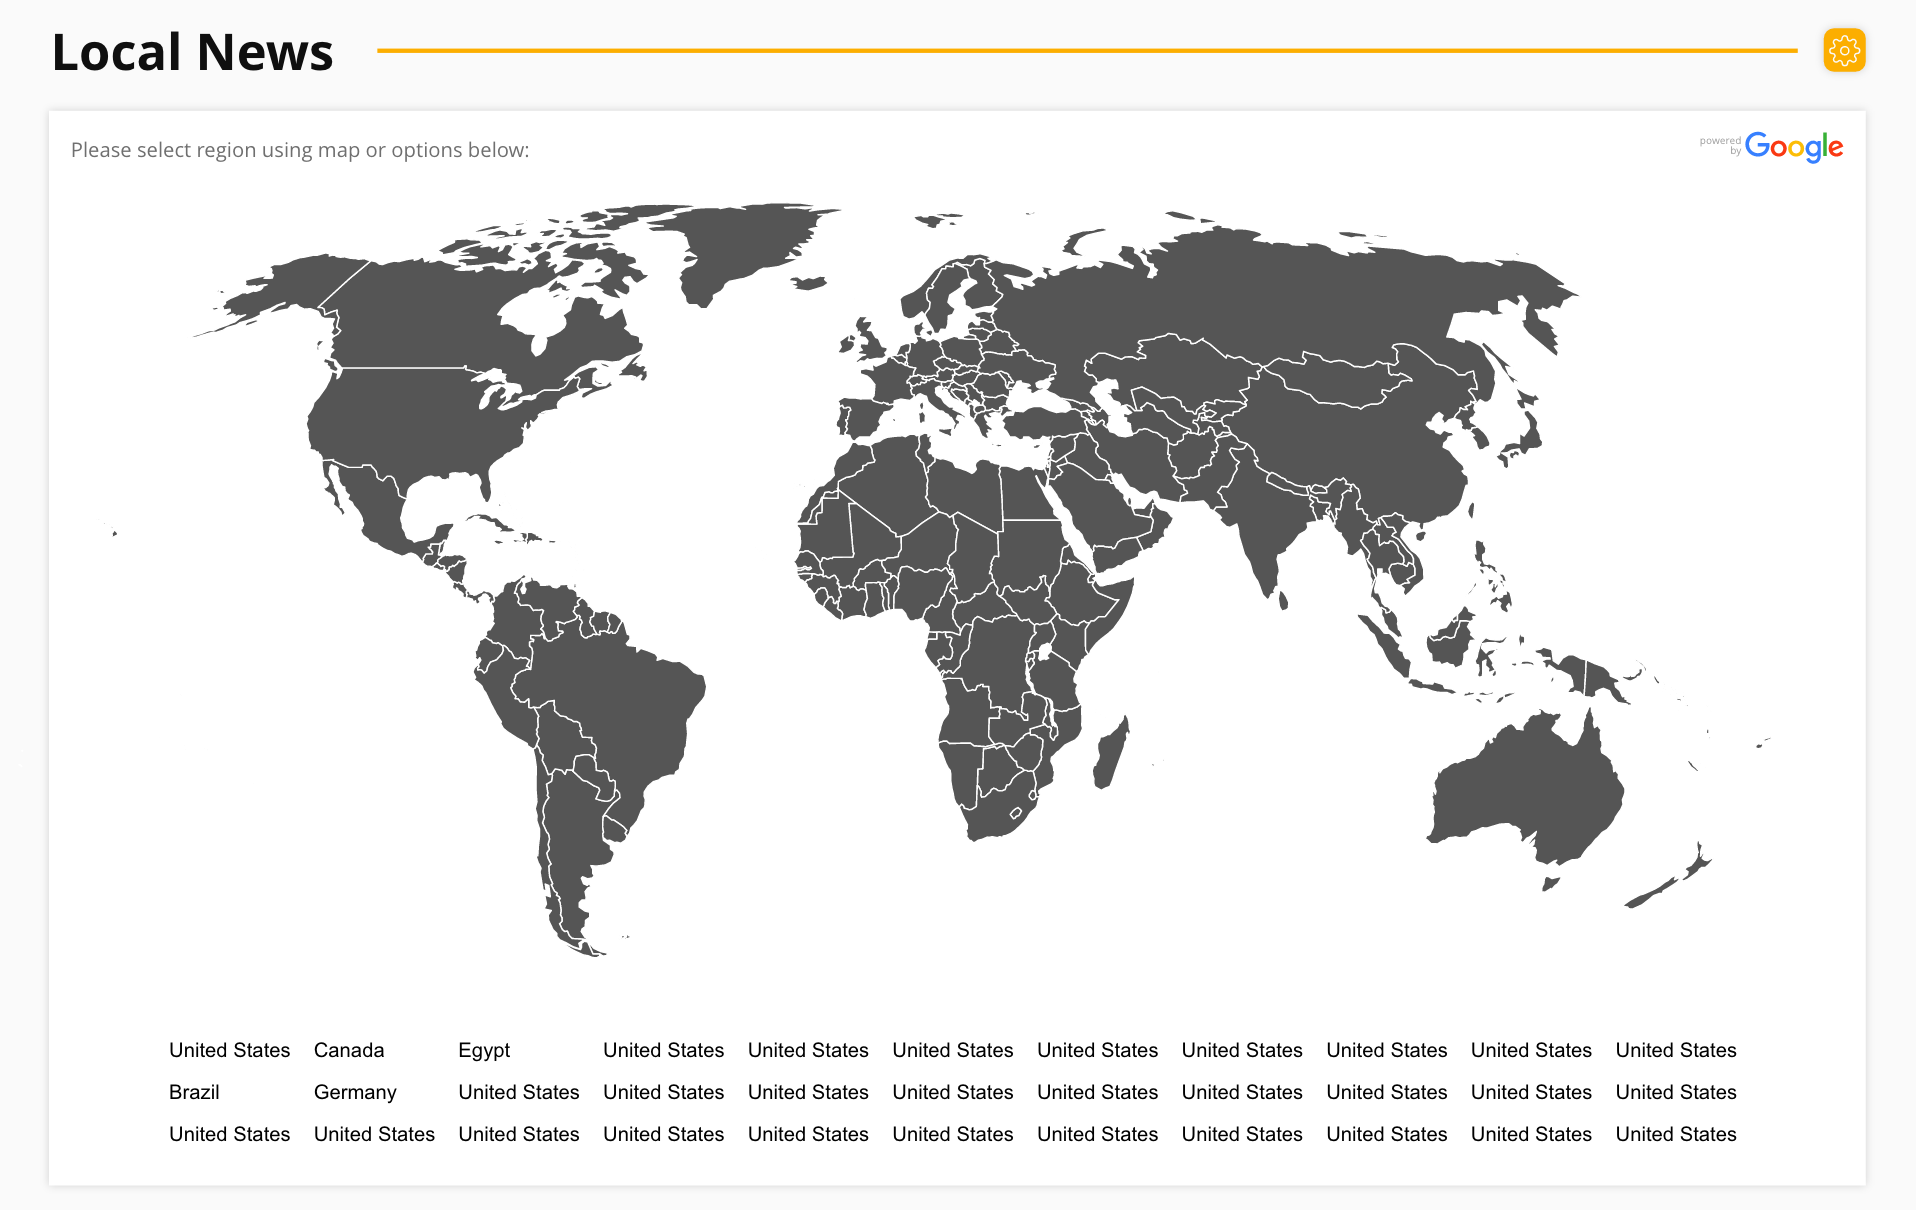 Local News
Please select region using map or options below:
powered by Google
United States Canada Egypt United States United States United States United States United States United States United States United States
Brazil Germany United States United States United States United States United States United States United States United States United States
United States United States United States United States United States United States United States United States United States United States United States